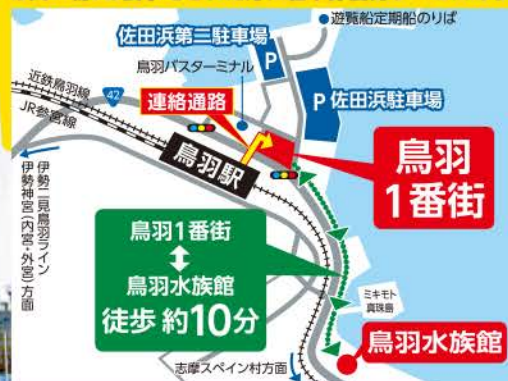 遊覧船定期船のりば
佐田浜第二駐車場
P
鳥羽バスターミナル
近鉄鳥羽線
42
連絡通路
P 佐田浜駐車場
JR参宮線
鳥羽駅
鳥羽
1番街
伊勢二見鳥羽ライン
伊勢神宮(内宮・外宮)方面
鳥羽1番街
鳥羽水族館
徒歩 約10分
ミキモト
真珠島
鳥羽水族館
志摩スペイン村方面